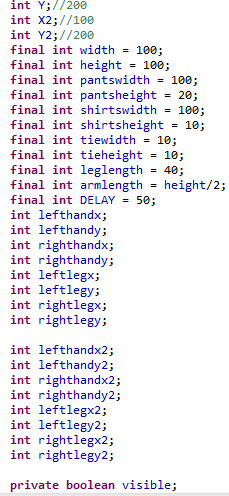 int Y;//200
int X2;//100
int Y2;//200
final int width = 100;
final int height = 100;
final int pantswidth = 100;
final int pantsheight = 20;
final int shirtswidth = 100;
final int shirtsheight = 10;
final int tiewidth = 10;
final int tieheight = 10;
final int leglength = 40;
final int armlength = height/2;
final int DELAY = 50;
int lefthandx;
int lefthandy;
int righthandx;
int righthandy;
int leftlegx;
int leftlegy;
int rightlegx;
int rightlegy;
int lefthandx2;
int lefthandy2;
int righthandx2;
int righthandy2;
int leftlegx2;
int leftlegy2;
int rightlegx2;
int rightlegy2;
private boolean visible;